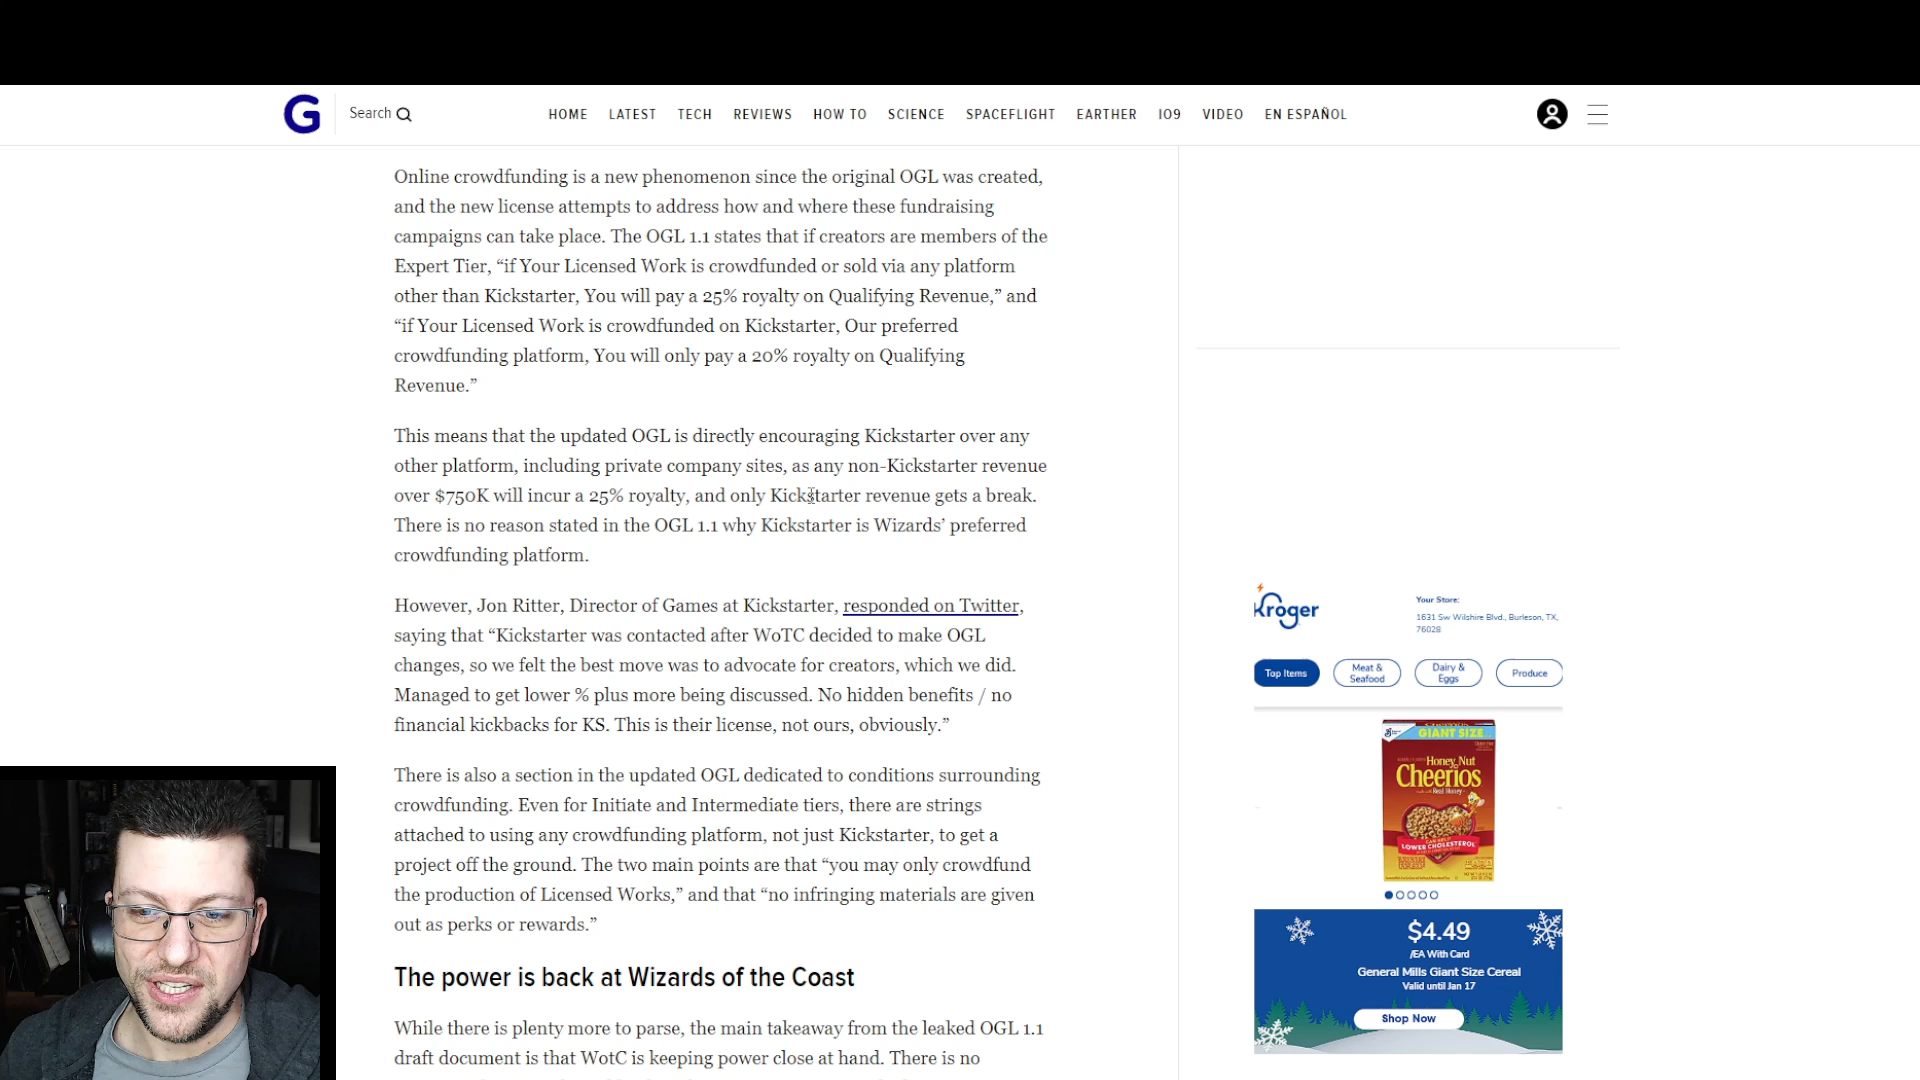 G
Search
HOME LATEST TECH REVIEWS HOW TO SCIENCE SPACEFLIGHT EARTHER IO9 VIDEO EN ESPAÑOL
Online crowdfunding is a new phenomenon since the original OGL was created,
and the new license attempts to address how and where these fundraising
campaigns can take place. The OGL 1.1 states that if creators are members of the
Expert Tier, “if Your Licensed Work is crowdfunded or sold via any platform
other than Kickstarter, You will pay a 25% royalty on Qualifying Revenue,” and
“if Your Licensed Work is crowdfunded on Kickstarter, Our preferred
crowdfunding platform, You will only pay a 20% royalty on Qualifying
Revenue.”
This means that the updated OGL is directly encouraging Kickstarter over any
other platform, including private company sites, as any non-Kickstarter revenue
over $750K will incur a 25% royalty, and only Kickstarter revenue gets a break.
There is no reason stated in the OGL 1.1 why Kickstarter is Wizards’ preferred
crowdfunding platform.
However, Jon Ritter, Director of Games at Kickstarter, responded on Twitter,
saying that “Kickstarter was contacted after WoTC decided to make OGL
changes, so we felt the best move was to advocate for creators, which we did.
Managed to get lower % plus more being discussed. No hidden benefits / no
financial kickbacks for KS. This is their license, not ours, obviously.”
There is also a section in the updated OGL dedicated to conditions surrounding
crowdfunding. Even for Initiate and Intermediate tiers, there are strings
attached to using any crowdfunding platform, not just Kickstarter, to get a
project off the ground. The two main points are that “you may only crowdfund
the production of Licensed Works,” and that “no infringing materials are given
out as perks or rewards.”
The power is back at Wizards of the Coast
While there is plenty more to parse, the main takeaway from the leaked OGL 1.1
draft document is that WotC is keeping power close at hand. There is no
Kroger
Your Store:
1631 Sw Wilshire Blvd., Burleson, TX,
76028
Top Items
Meat &
Seafood
Dairy &
Eggs
Produce
GIANT SIZE
Honey Nut
Cheerios
LOWER CHOLESTEROL
$4.49
/EA With Card
General Mills Giant Size Cereal
Valid until Jan 17
Shop Now